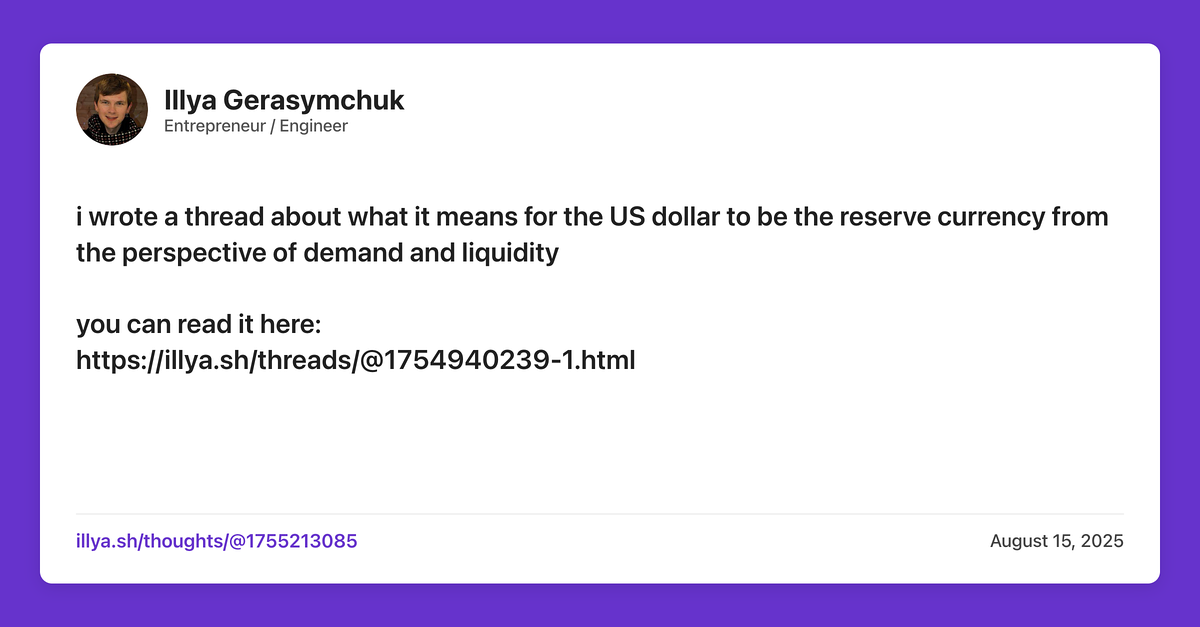 Illya Gerasymchuk
Entrepreneur / Engineer
i wrote a thread about what it means for the US dollar to be the reserve currency from
the perspective of demand and liquidity
you can read it here:
https://illya.sh/threads/@1754940239-1.html
illya.sh/thoughts/@1755213085
August 15, 2025